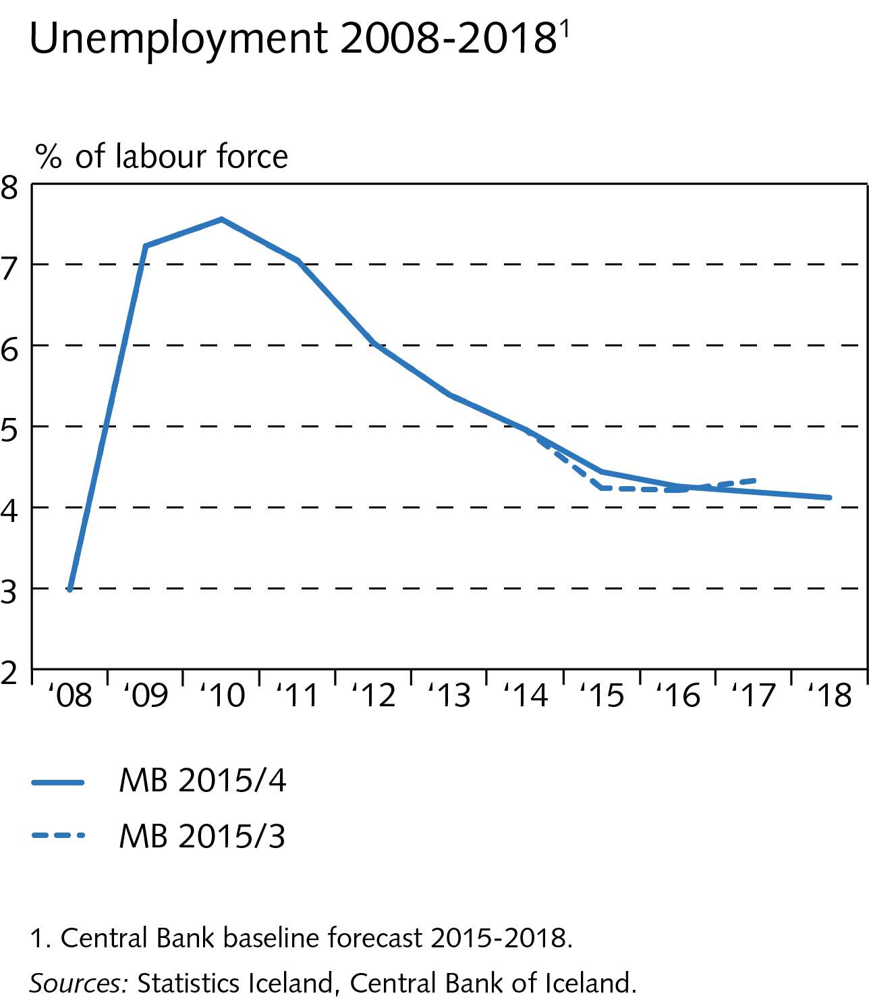 Unemployment 2008-2018¹
% of labour force
8
7
6
5
4
3
2
‘08 ‘09 ‘10 ‘11 ‘12 ‘13 ‘14 ‘15 ‘16 ‘17 ‘18
MB 2015/4
MB 2015/3
1. Central Bank baseline forecast 2015-2018.
Sources: Statistics Iceland, Central Bank of Iceland.